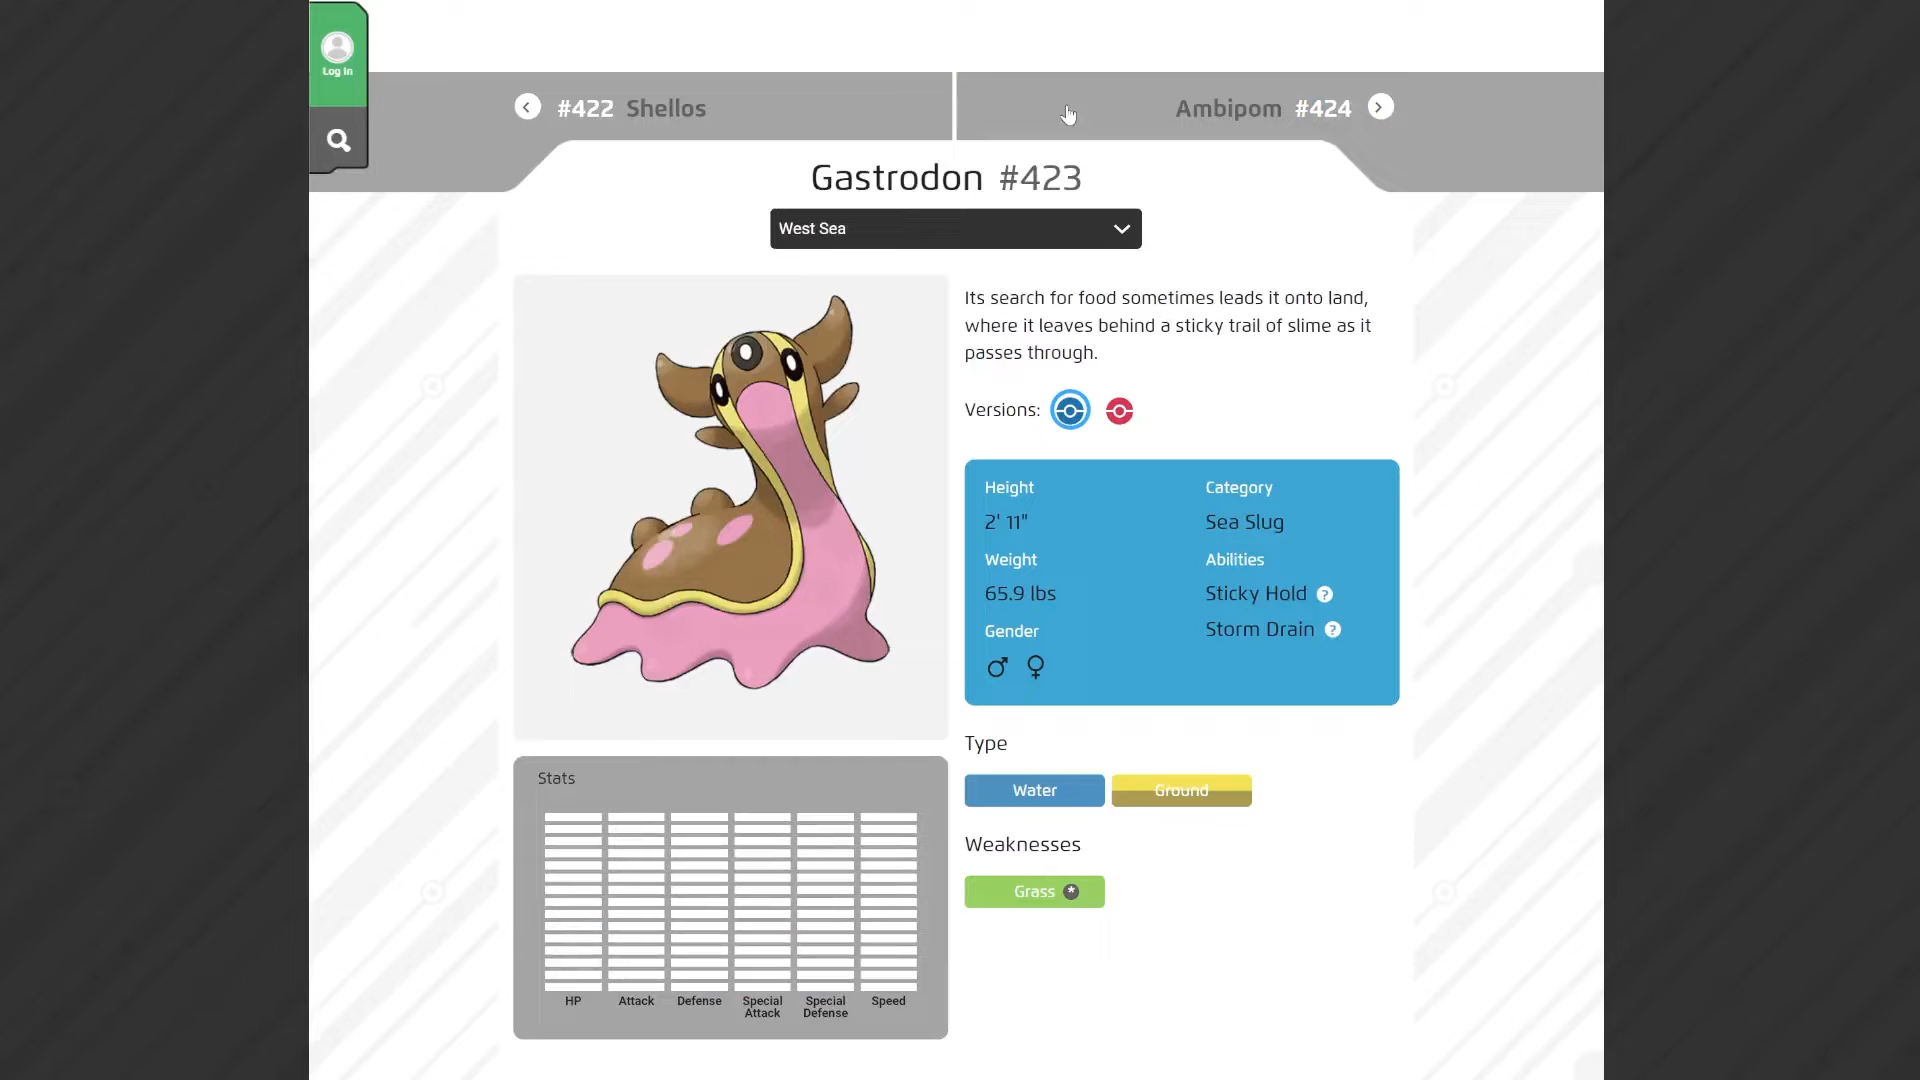 Log In
#422 Shellos
Ambipom #424
Gastrodon #423
West Sea
Its search for food sometimes leads it onto land,
where it leaves behind a sticky trail of slime as it
passes through.
Versions:
Height
2' 11"
Weight
65.9 lbs
Gender
Category
Sea Slug
Abilities
Sticky Hold ?
Storm Drain ?
Type
Water
Ground
Weaknesses
Grass *
Stats
HP
Attack
Defense
Special
Attack
Special
Defense
Speed